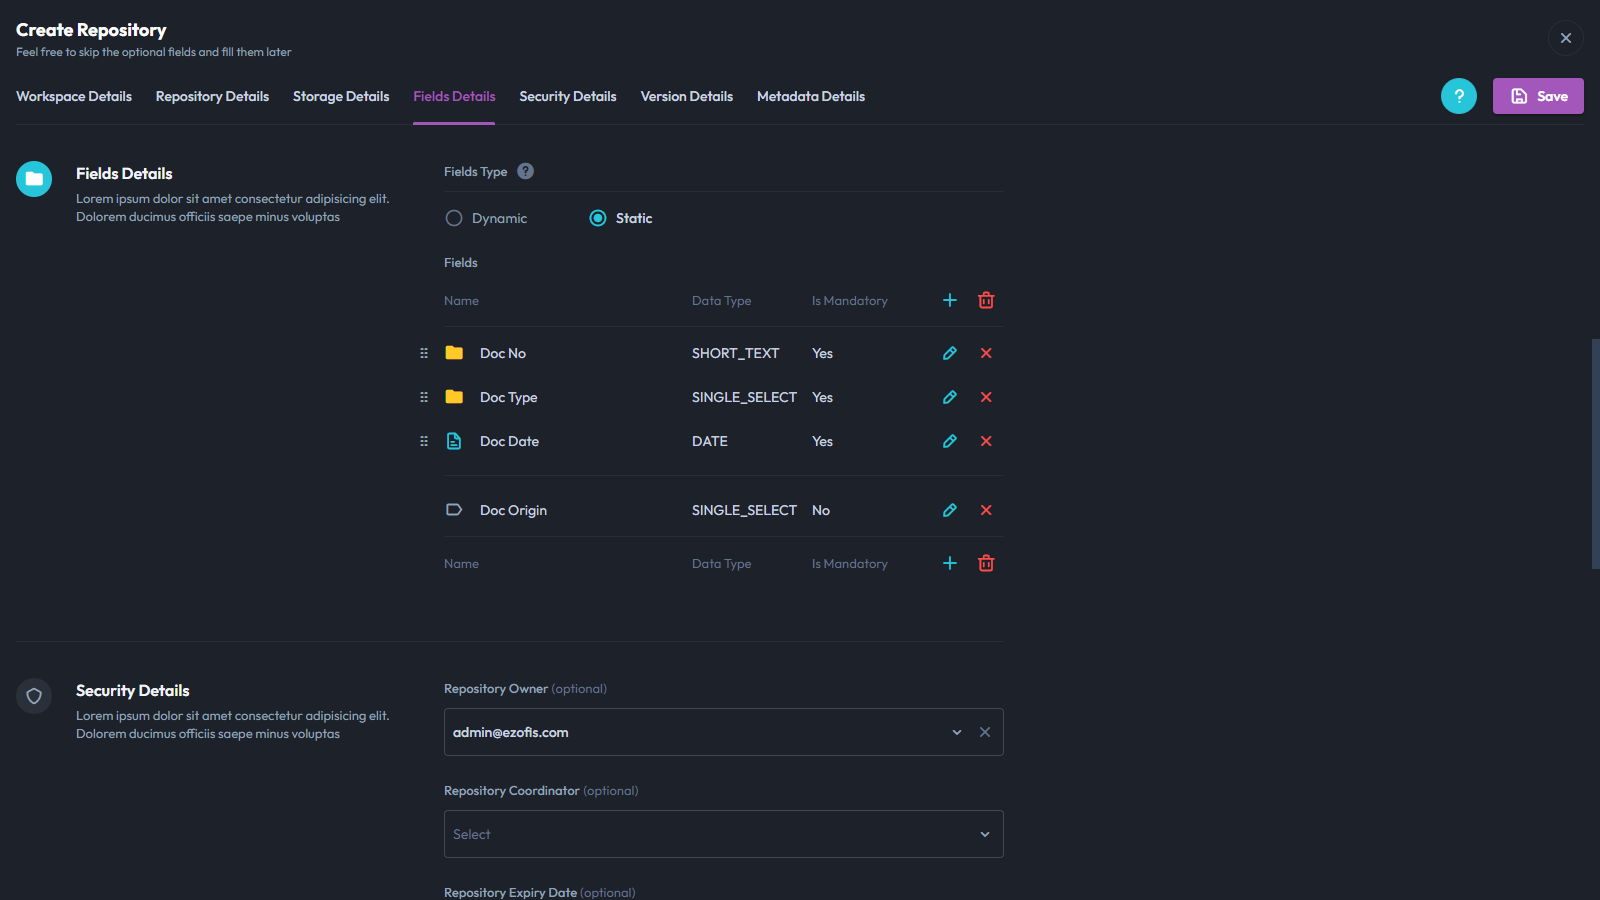 Create Repository
Feel free to skip the optional fields and fill them later
Workspace Details Repository Details Storage Details Fields Details Security Details Version Details Metadata Details ? Save
Fields Details
Lorem ipsum dolor sit amet consectetur adipisicing elit.
Dolorem ducimus officiis saepe minus voluptas
Fields Type ?
Dynamic Static
Fields
Name Data Type Is Mandatory
Doc No SHORT_TEXT Yes
Doc Type SINGLE_SELECT Yes
Doc Date DATE Yes
Doc Origin SINGLE_SELECT No
Name Data Type Is Mandatory
Security Details
Lorem ipsum dolor sit amet consectetur adipisicing elit.
Dolorem ducimus officiis saepe minus voluptas
Repository Owner (optional)
admin@ezofis.com
Repository Coordinator (optional)
Select
Repository Expiry Date (optional)